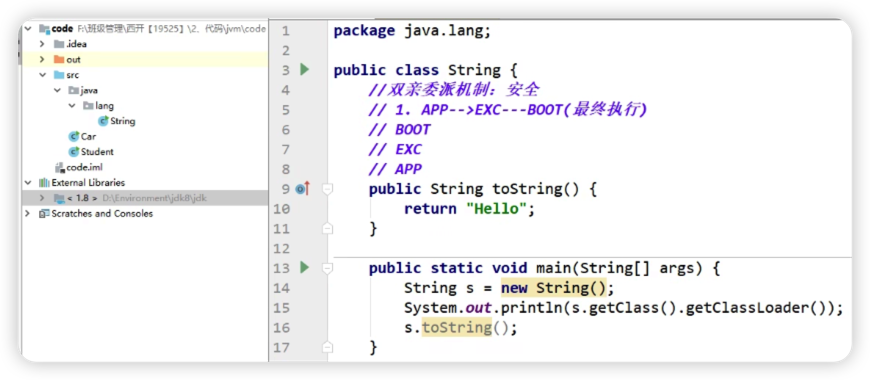 code F:\班级管理\西开【19525】\2、代码\jvm\code
.idea
out
src
java
lang
String
Car
Student
code.iml
External Libraries
< 1.8 > D:\Environment\jdk8\jdk
Scratches and Consoles
1 package java.lang;
2
3 public class String {
4 //双亲委派机制：安全
5 // 1. APP-->EXC---BOOT(最终执行)
6 // BOOT
7 // EXC
8 // APP
9 public String toString() {
10 return "Hello";
11 }
12
13 public static void main(String[] args) {
14 String s = new String();
15 System.out.println(s.getClass().getClassLoader());
16 s.toString();
17 }